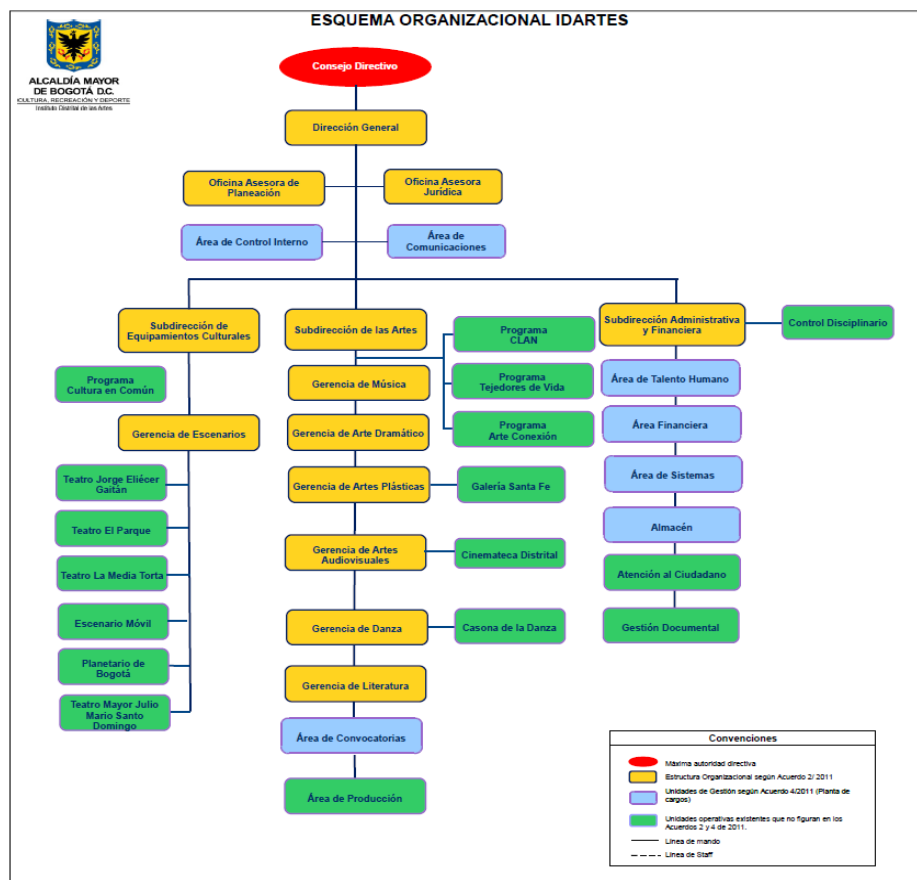 ESQUEMA ORGANIZACIONAL IDARTES
ALCALDÍA MAYOR
DE BOGOTÁ D.C.
CULTURA, RECREACIÓN Y DEPORTE
Instituto Distrital de las Artes
Consejo Directivo
Dirección General
Oficina Asesora de
Planeación
Oficina Asesora
Jurídica
Área de Control Interno
Área de
Comunicaciones
Subdirección de
Equipamientos Culturales
Subdirección de las Artes
Subdirección Administrativa
y Financiera
Control Disciplinario
Programa
Cultura en Común
Gerencia de Escenarios
Teatro Jorge Eliécer
Gaitán
Teatro El Parque
Teatro La Media Torta
Escenario Móvil
Planetario de
Bogotá
Teatro Mayor Julio
Mario Santo
Domingo
Programa
CLAN
Programa
Tejedores de Vida
Programa
Arte Conexión
Gerencia de Música
Gerencia de Arte Dramático
Gerencia de Artes Plásticas
Galería Santa Fe
Gerencia de Artes
Audiovisuales
Cinemateca Distrital
Gerencia de Danza
Casona de la Danza
Gerencia de Literatura
Área de Convocatorias
Área de Producción
Área de Talento Humano
Área Financiera
Área de Sistemas
Almacén
Atención al Ciudadano
Gestión Documental
Convenciones
Máxima autoridad directiva
Estructura Organizacional según Acuerdo 2/ 2011
Unidades de Gestión según Acuerdo 4/2011 (Planta de
cargos)
Unidades operativas existentes que no figuran en los
Acuerdos 2 y 4 de 2011.
Línea de mando
Línea de Staff